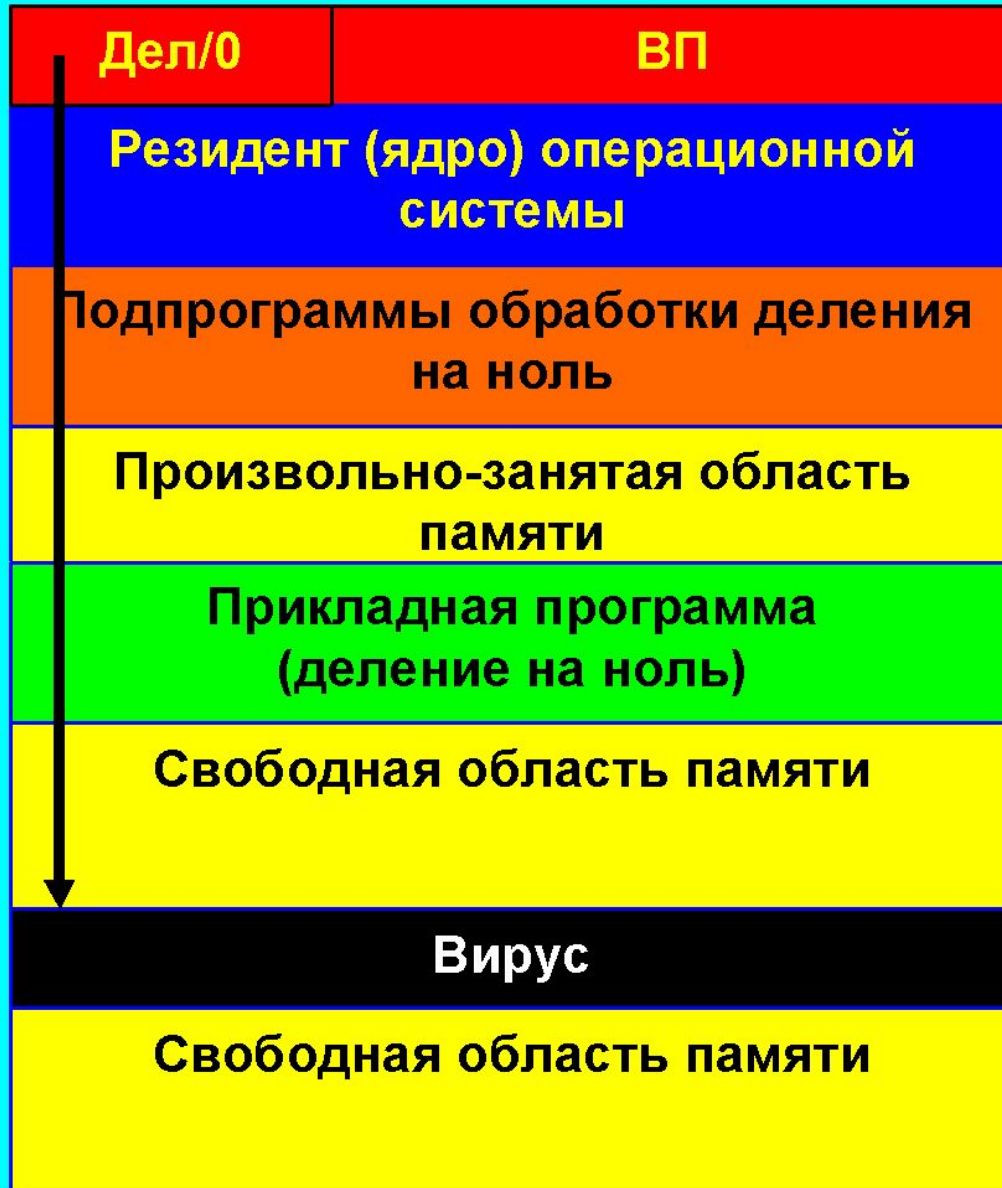 Дел/0
ВП
Резидент (ядро) операционной
системы
Подпрограммы обработки деления
на ноль
Произвольно-занятая область
памяти
Прикладная программа
(деление на ноль)
Свободная область памяти
Вирус
Свободная область памяти